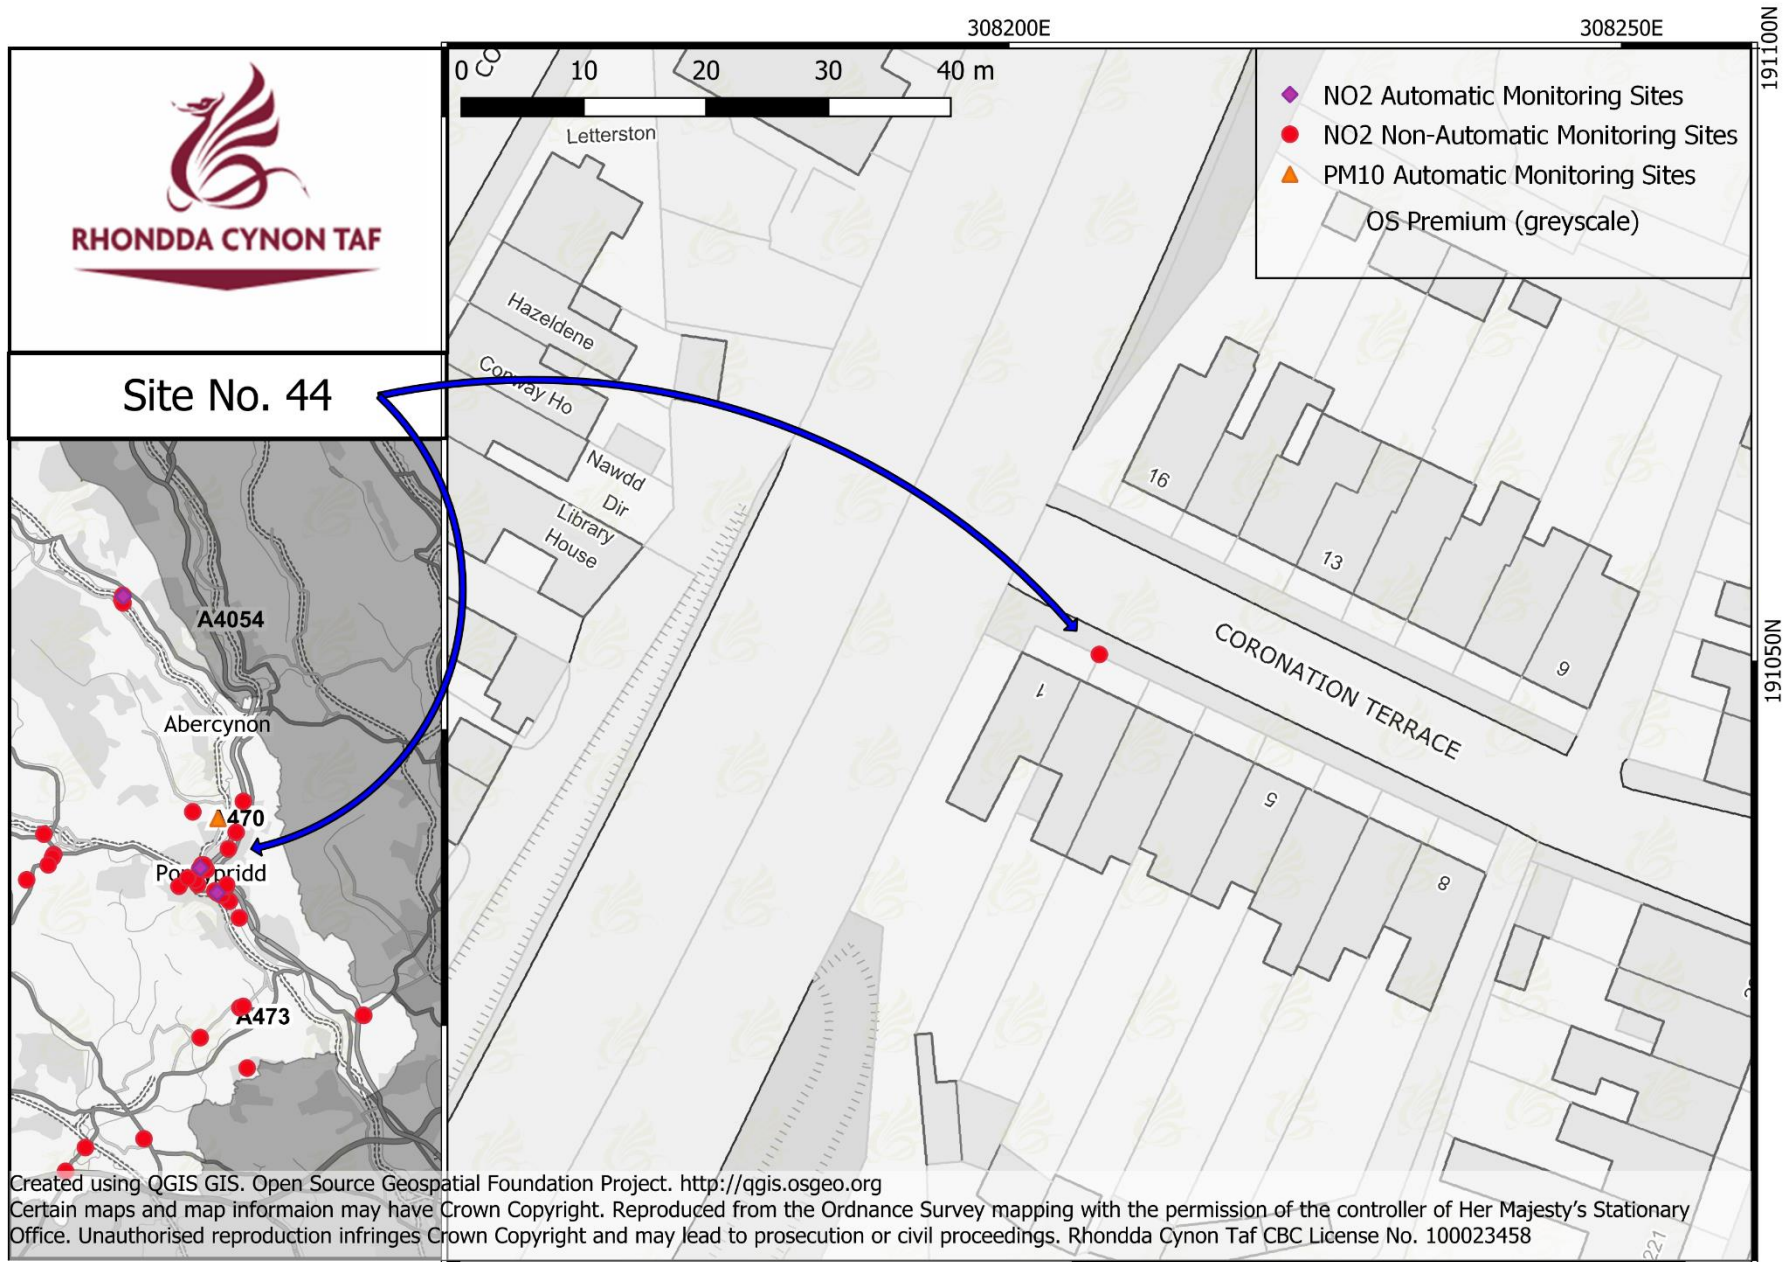 308200E
308250E
191100N
0
10
20
30
40 m
CO
Letterston
NO2 Automatic Monitoring Sites
NO2 Non-Automatic Monitoring Sites
PM10 Automatic Monitoring Sites
OS Premium (greyscale)
RHONDDA CYNON TAF
Site No. 44
Hazeldene
Conway Ho
Nawdd
Dir
Library
House
16
13
9
CORONATION TERRACE
191050N
1
5
8
A4054
Abercynon
470
Pontypridd
A473
221
Created using QGIS GIS. Open Source Geospatial Foundation Project. http://qgis.osgeo.org
Certain maps and map informaion may have Crown Copyright. Reproduced from the Ordnance Survey mapping with the permission of the controller of Her Majesty's Stationary
Office. Unauthorised reproduction infringes Crown Copyright and may lead to prosecution or civil proceedings. Rhondda Cynon Taf CBC License No. 100023458